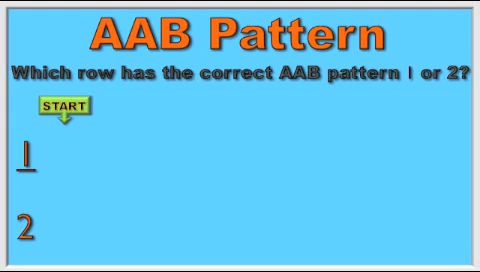 AAB Pattern
Which row has the correct AAB pattern 1 or 2?
START
1
2